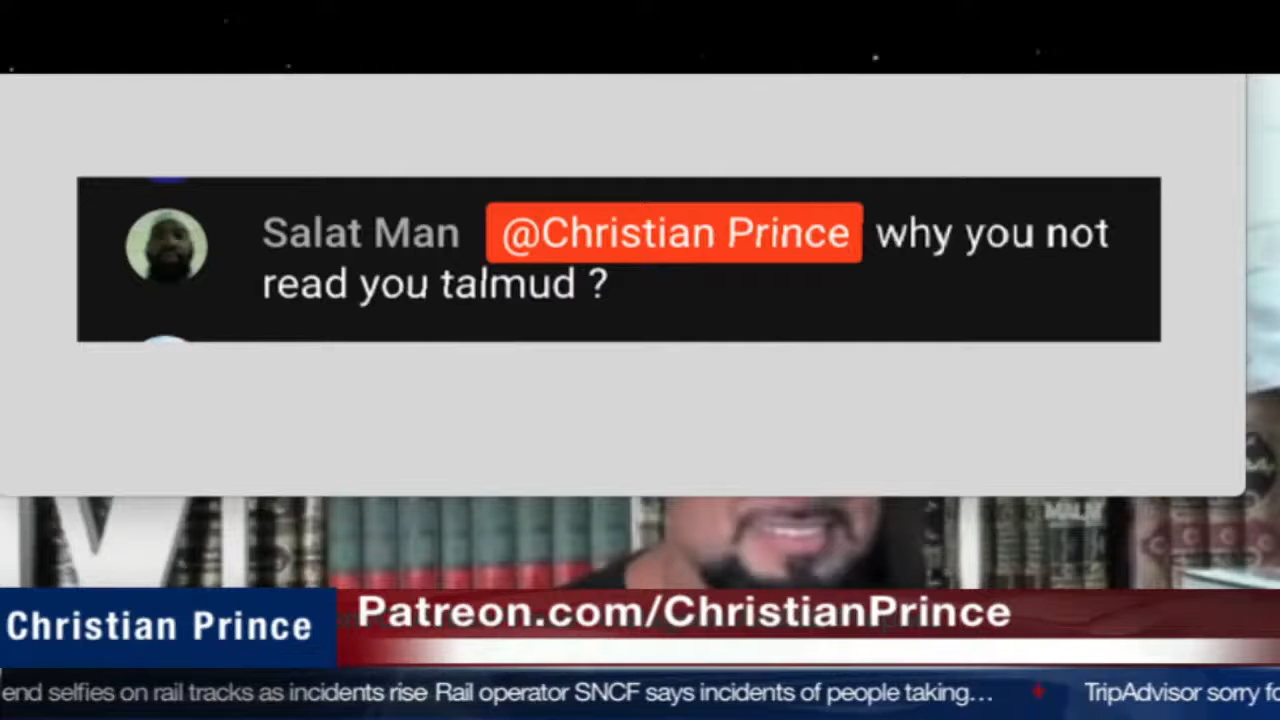 Salat Man @Christian Prince why you not
read you talmud ?
Christian Prince
Patreon.com/ChristianPrince
end selfies on rail tracks as incidents rise Rail operator SNCF says incidents of people taking… TripAdvisor sorry fo